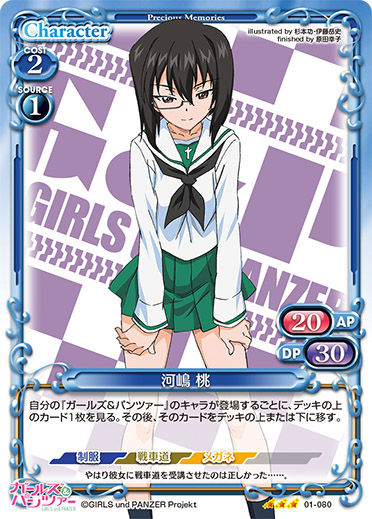 Precious Memories
Character
illustrated by 杉本功・伊藤岳史
finished by 原田幸子
COST
2
SOURCE
1
GIRLS
PANZER
20 AP
DP 30
河嶋 桃
自分の『ガールズ&パンツァー』のキャラが登場するごとに、デッキの上
のカード1枚を見る。その後、そのカードをデッキの上または下に移す。
制服 戦車道 メガネ
やはり彼女に戦車道を受講させたのは正しかった……。
ガールズ&
パンツァー
GIRLS und PANZER
©GIRLS und PANZER Projekt
01-080